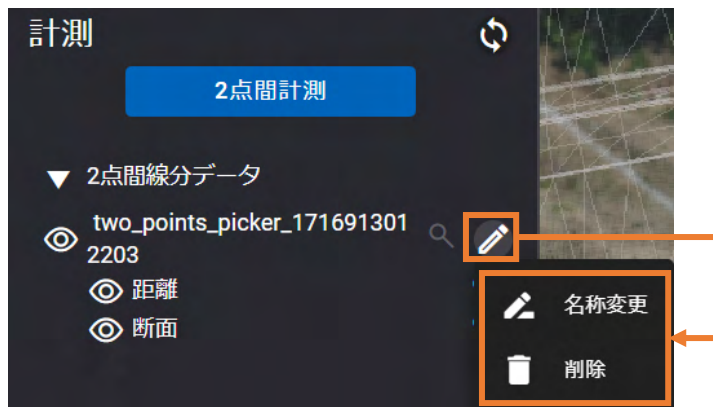 計測
2点間計測
▼ 2点間線分データ
two_points_picker_171691301
2203
距離
断面
名称変更
削除